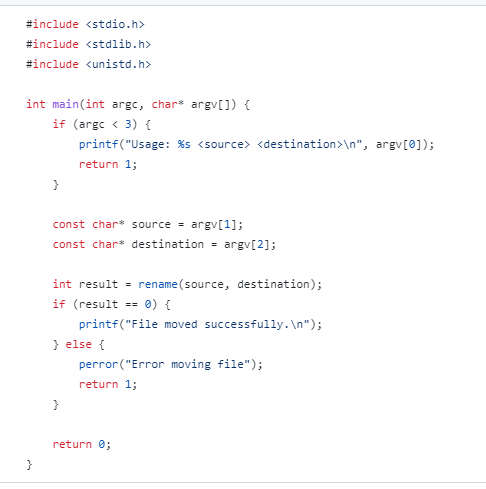 #include <stdio.h>
#include <stdlib.h>
#include <unistd.h>

int main(int argc, char* argv[]) {
    if (argc < 3) {
        printf("Usage: %s <source> <destination>\n", argv[0]);
        return 1;
    }

    const char* source = argv[1];
    const char* destination = argv[2];

    int result = rename(source, destination);
    if (result == 0) {
        printf("File moved successfully.\n");
    } else {
        perror("Error moving file");
        return 1;
    }

    return 0;
}